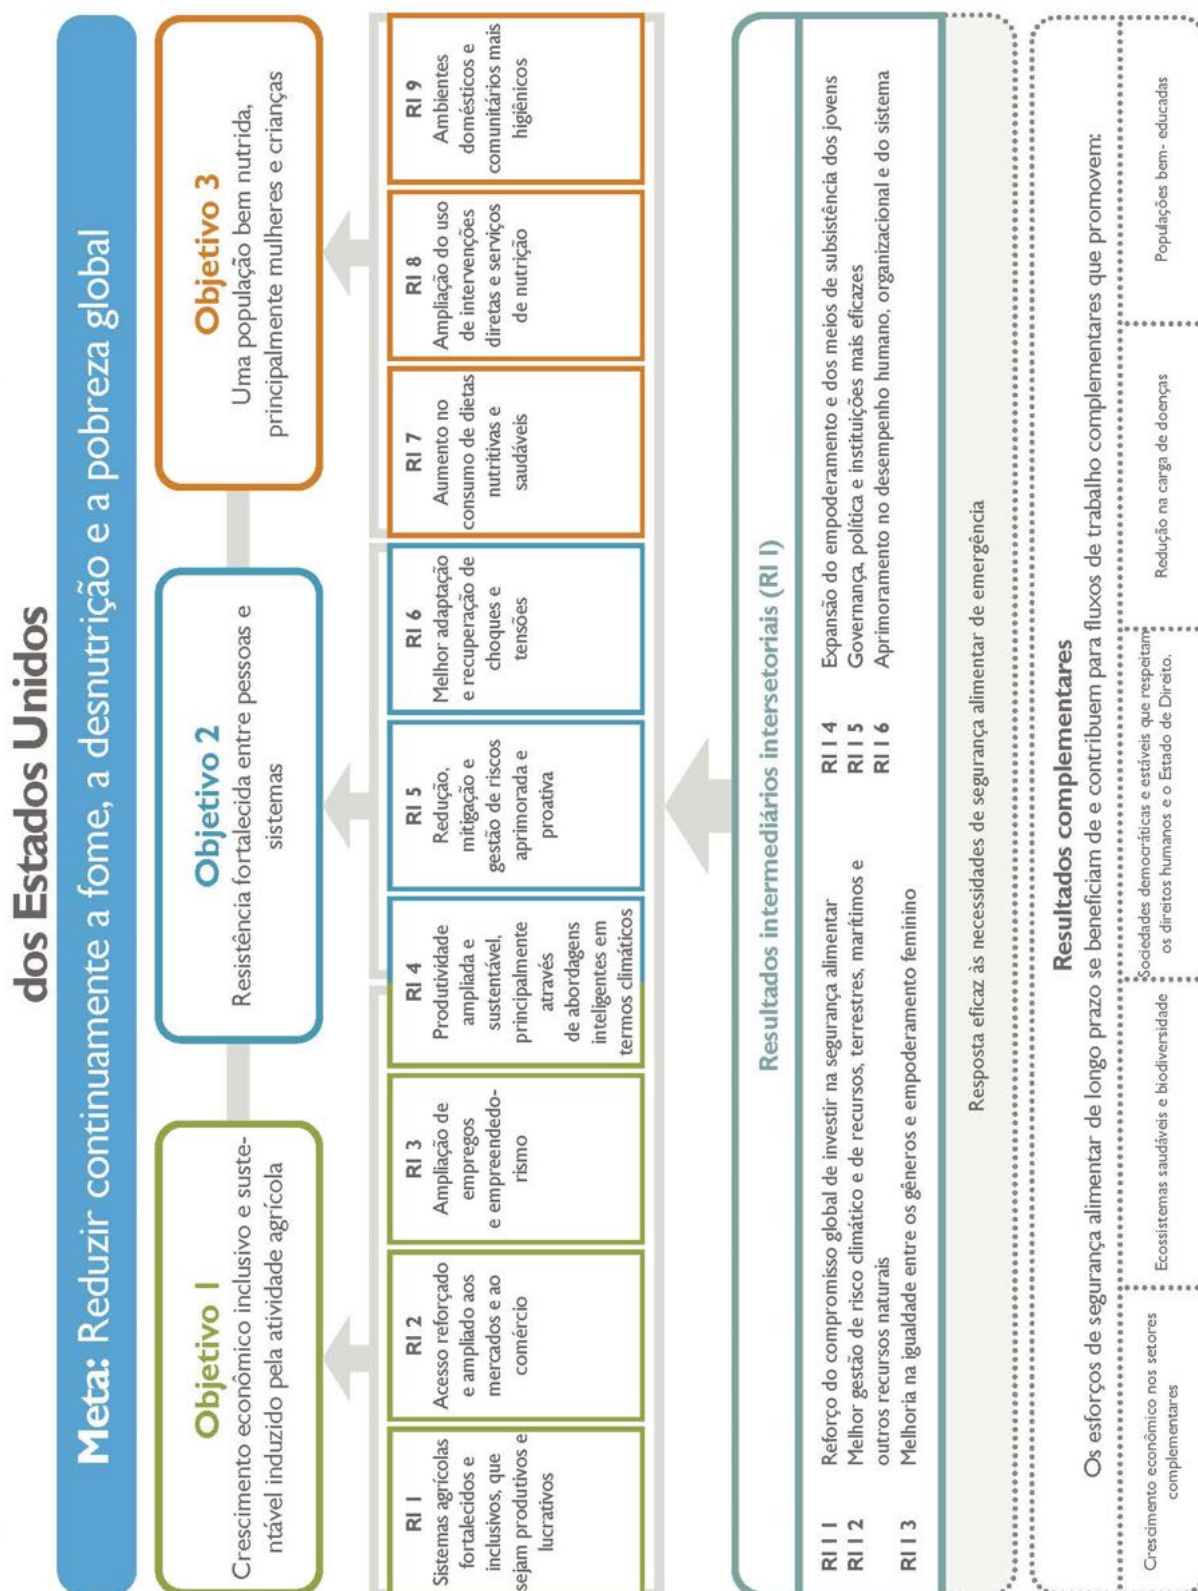 dos Estados Unidos
Meta: Reduzir continuamente a fome, a desnutrição e a pobreza global
Objetivo 1
Crescimento econômico inclusivo e suste-
ntável induzido pela atividade agrícola
Objetivo 2
Resistência fortalecida entre pessoas e
sistemas
Objetivo 3
Uma população bem nutrida,
principalmente mulheres e crianças
RI 1
Sistemas agrícolas
fortalecidos e
inclusivos, que
sejam produtivos e
lucrativos
RI 2
Acesso reforçado
e ampliado aos
mercados e ao
comércio
RI 3
Ampliação de
empregos
e empreendedo-
rismo
RI 4
Produtividade
ampliada e
sustentável,
principalmente
através
de abordagens
inteligentes em
termos climáticos
RI 5
Redução,
mitigação e
gestão de riscos
aprimorada e
proativa
RI 6
Melhor adaptação
e recuperação de
choques e
tensões
RI 7
Aumento no
consumo de dietas
nutritivas e
saudáveis
RI 8
Ampliação do uso
de intervenções
diretas e serviços
de nutrição
RI 9
Ambientes
domésticos e
comunitários mais
higiênicos
Resultados intermediários intersetoriais (RI I)
RI I 1 Reforço do compromisso global de investir na segurança alimentar
RI I 2 Melhor gestão de risco climático e de recursos, terrestres, marítimos e
outros recursos naturais
RI I 3 Melhoria na igualdade entre os gêneros e empoderamento feminino
RI I 4 Expansão do empoderamento e dos meios de subsistência dos jovens
RI I 5 Governança, política e instituições mais eficazes
RI I 6 Aprimoramento no desempenho humano, organizacional e do sistema
Resposta eficaz às necessidades de segurança alimentar de emergência
Resultados complementares
Os esforços de segurança alimentar de longo prazo se beneficiam de e contribuem para fluxos de trabalho complementares que promovem:
Crescimento econômico nos setores
complementares
Ecossistemas saudáveis e biodiversidade
Sociedades democráticas e estáveis que respeitam
os direitos humanos e o Estado de Direito.
Redução na carga de doenças
Populações bem- educadas